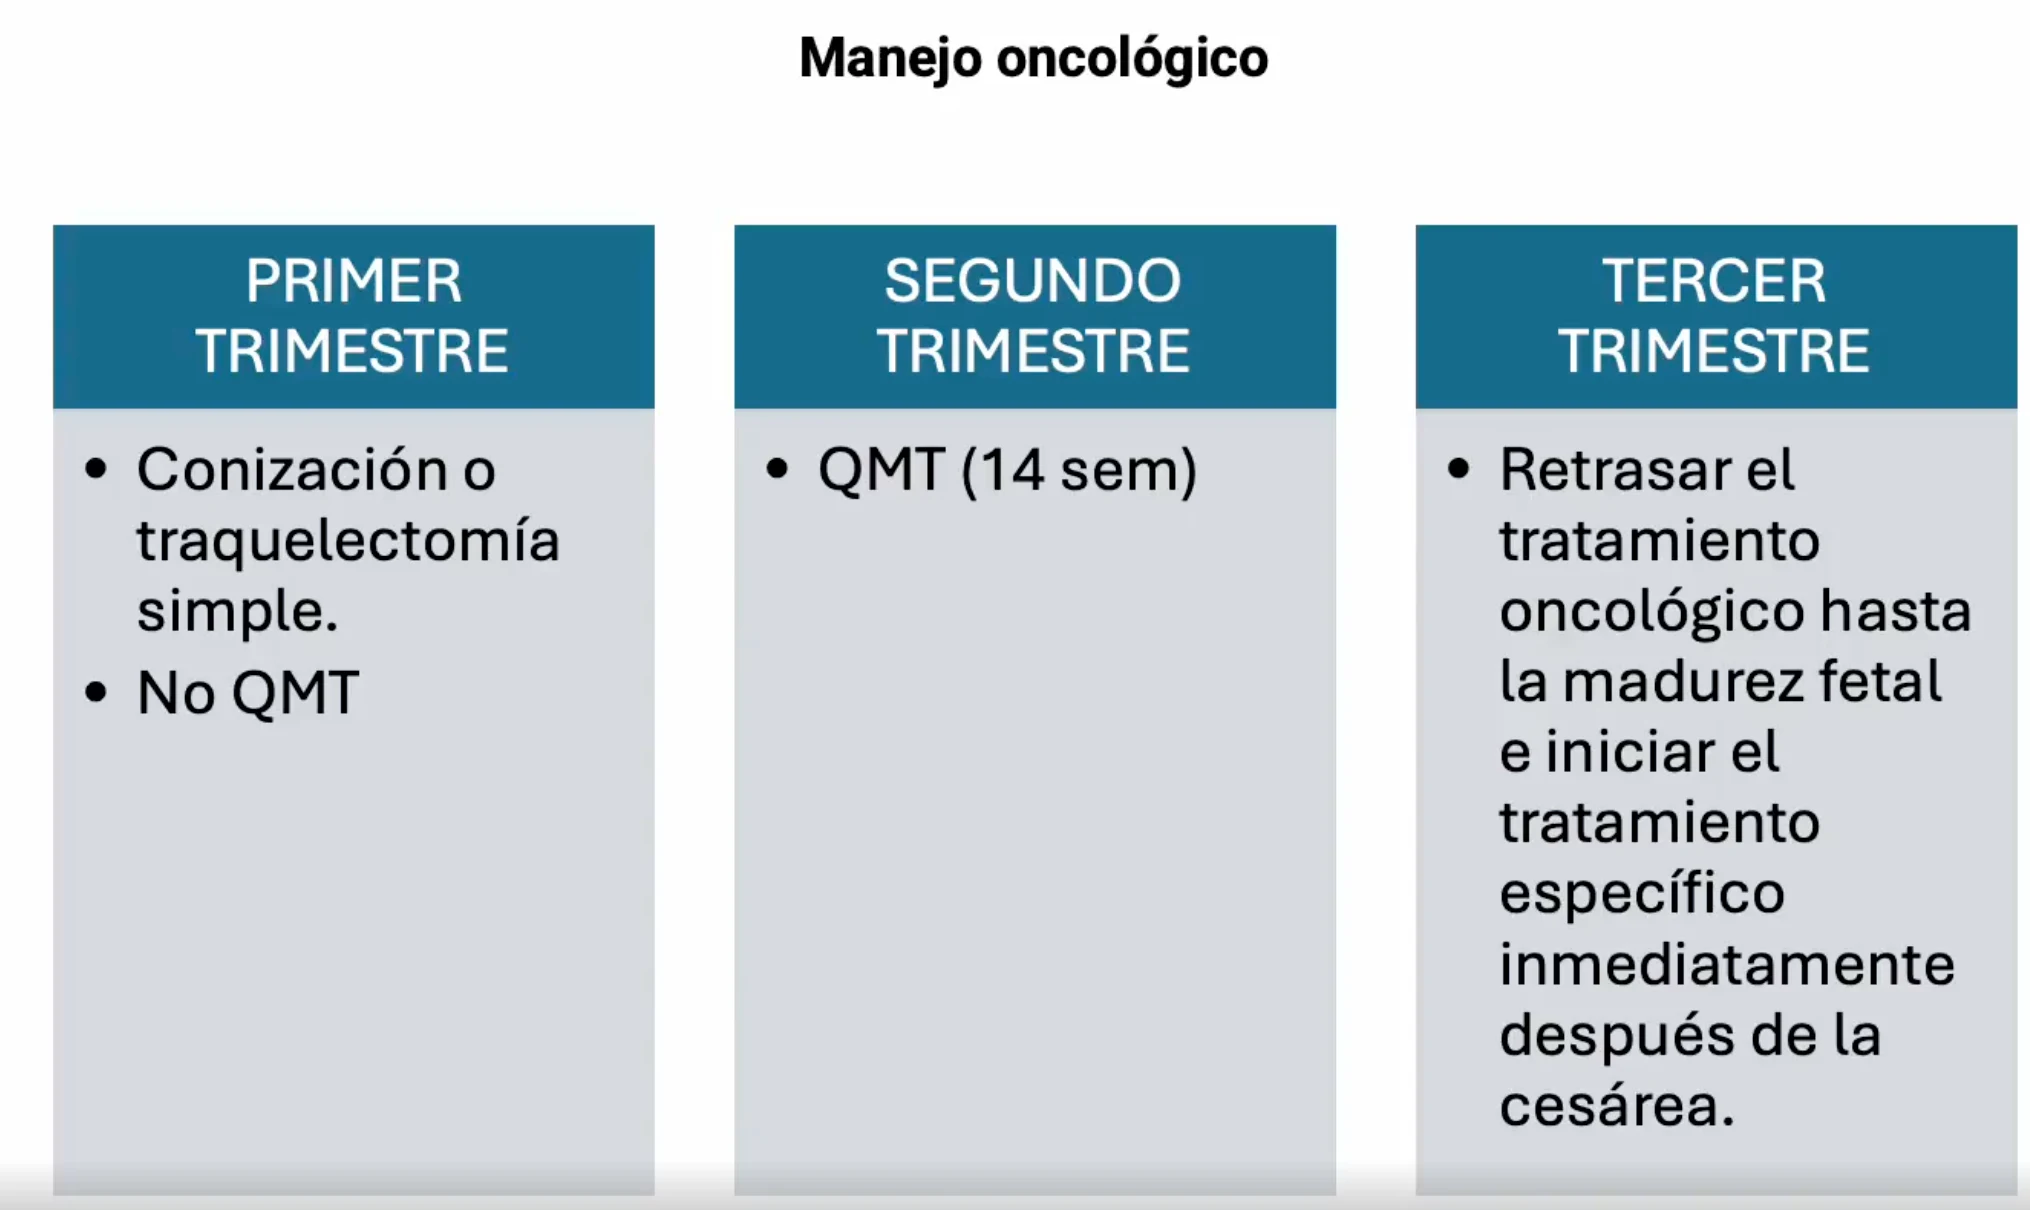 Manejo oncológico
PRIMER
TRIMESTRE
• Conización o
traquelectomía
simple.
• No QMT
SEGUNDO
TRIMESTRE
• QMT (14 sem)
TERCER
TRIMESTRE
• Retrasar el
tratamiento
oncológico hasta
la madurez fetal
e iniciar el
tratamiento
específico
inmediatamente
después de la
cesárea.